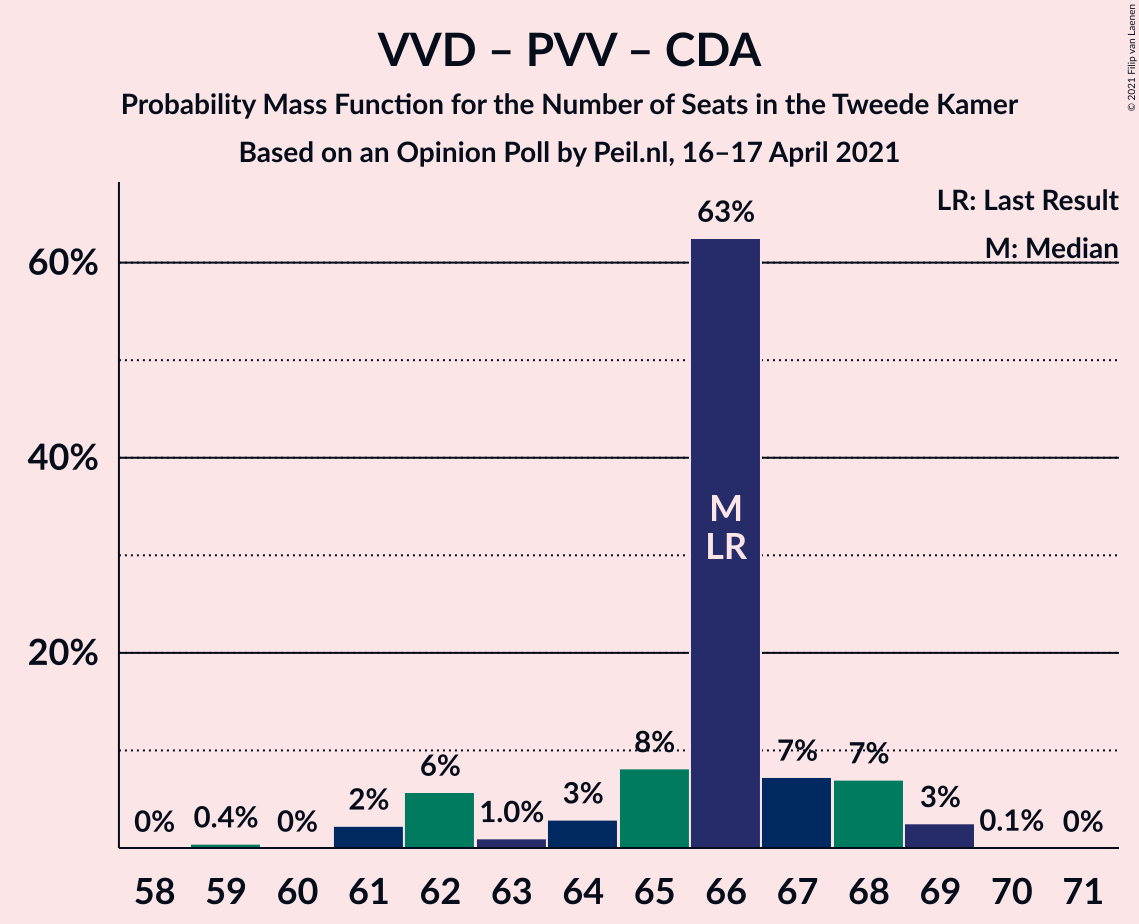 VVD – PVV – CDA
Probability Mass Function for the Number of Seats in the Tweede Kamer
Based on an Opinion Poll by Peil.nl, 16–17 April 2021
© 2021 Filip van Laenen
LR: Last Result
M: Median
60%
40%
20%
0% 0.4% 0% 2% 6% 1.0% 3% 8% 63% 7% 7% 3% 0.1% 0%
M
LR
58 59 60 61 62 63 64 65 66 67 68 69 70 71